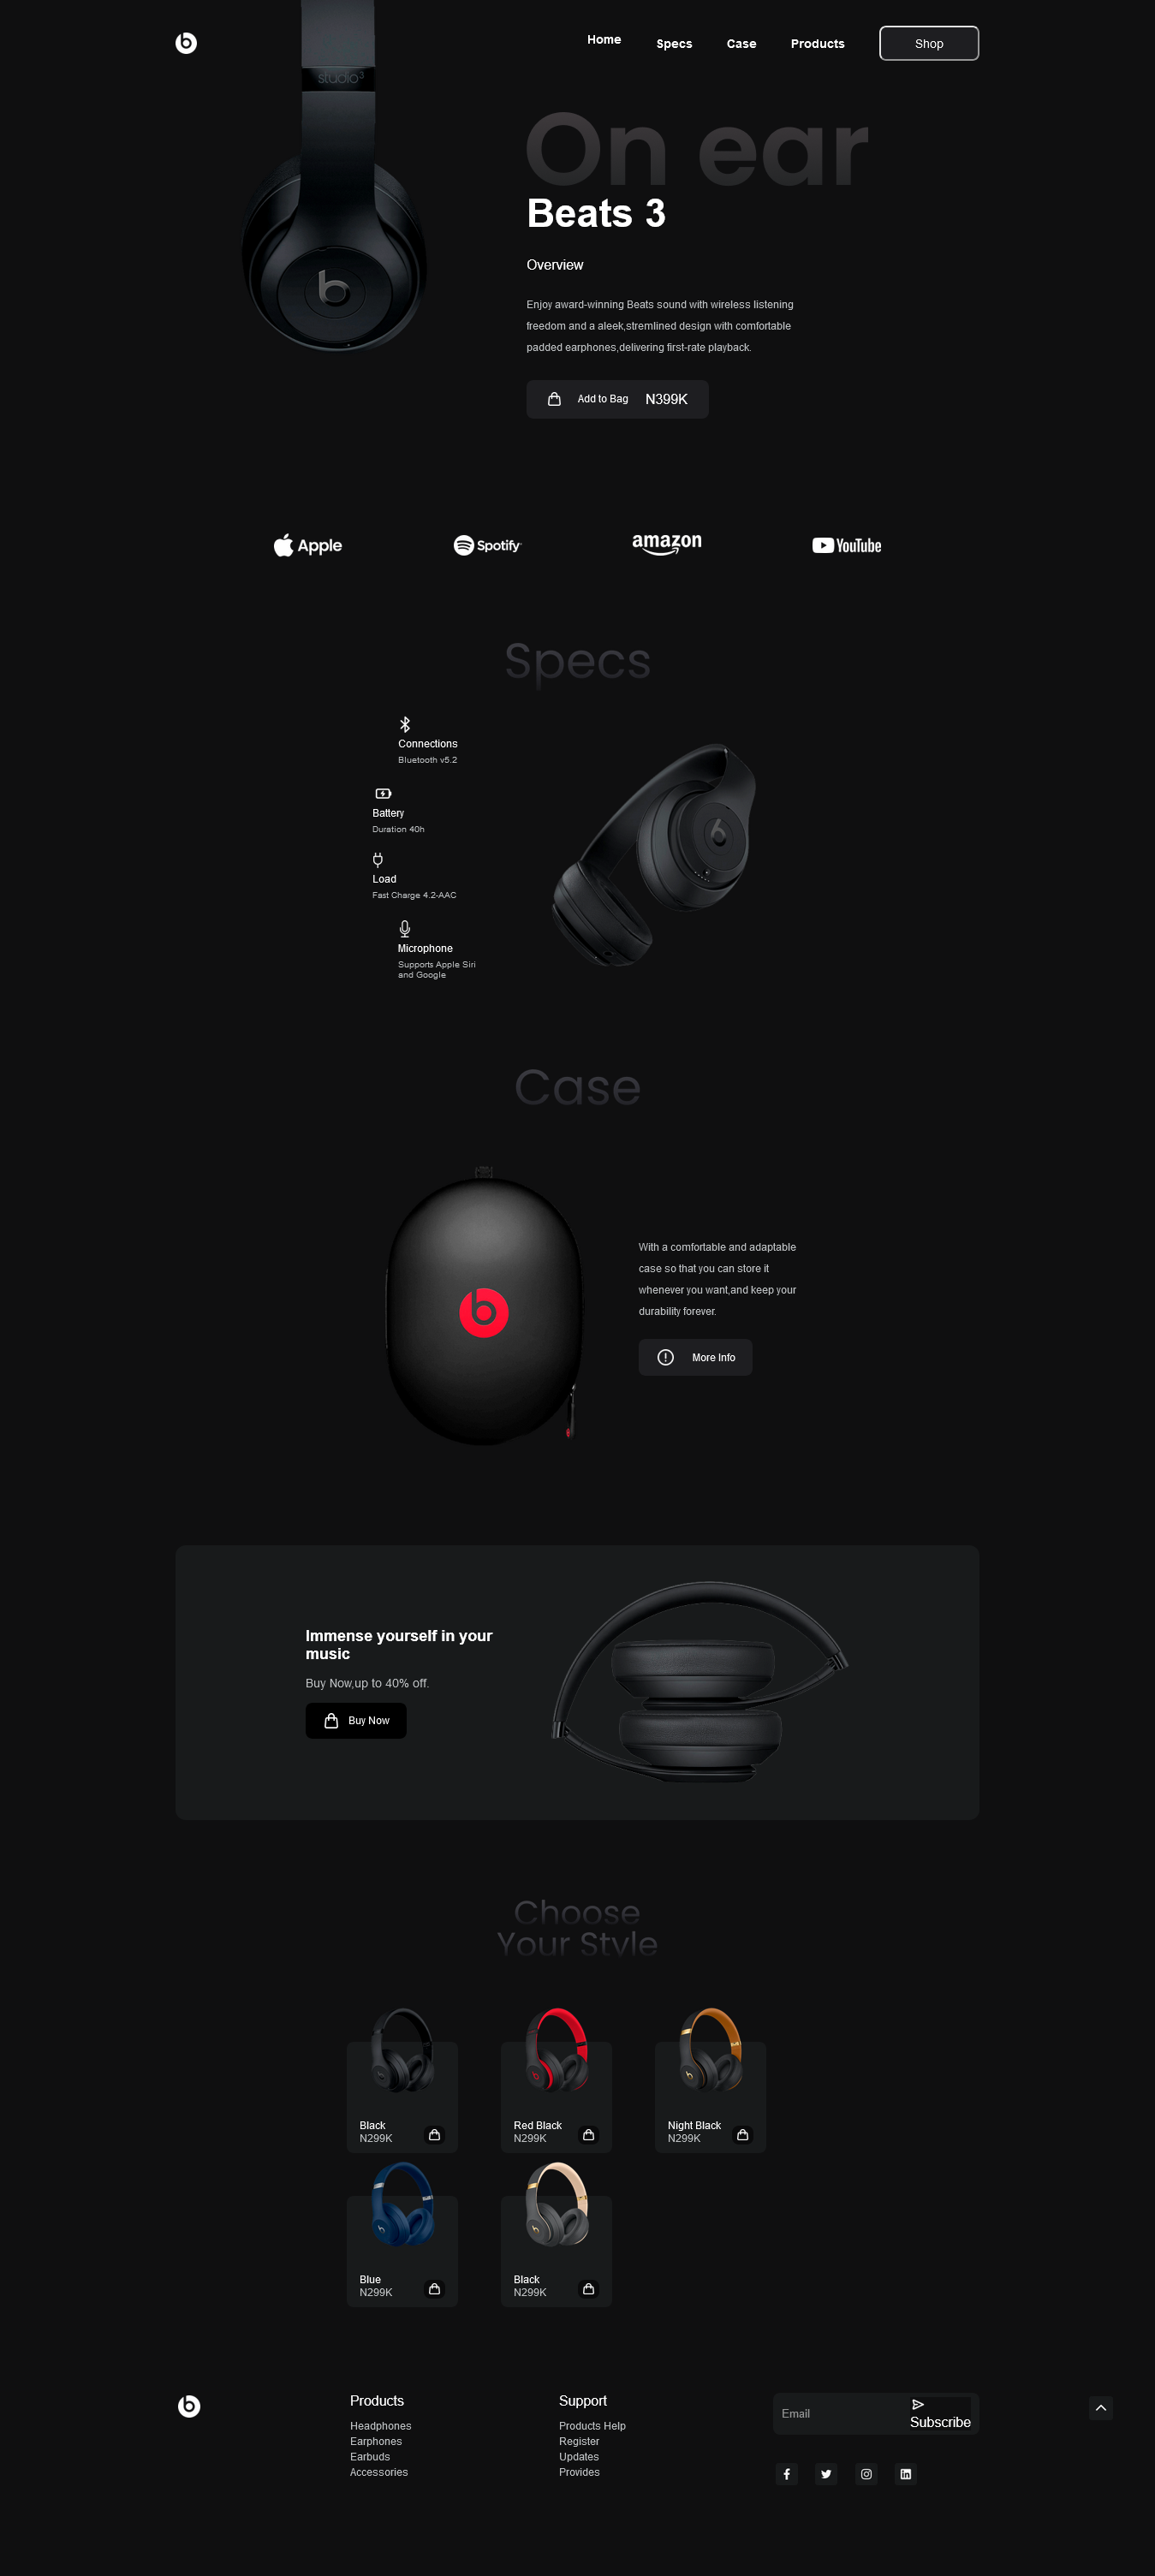 Home
Specs
Case
Products
Shop
studio3
On ear
Beats 3
Overview
Enjoy award-winning Beats sound with wireless listening
freedom and a aleek,stremlined design with comfortable
padded earphones,delivering first-rate playback.
Add to Bag N399K
Apple
Spotify
amazon
YouTube
Specs
Connections
Bluetooth v5.2
Battery
Duration 40h
Load
Fast Charge 4.2-AAC
Microphone
Supports Apple Siri
and Google
Case
With a comfortable and adaptable
case so that you can store it
whenever you want,and keep your
durability forever.
More Info
Immense yourself in your
music
Buy Now,up to 40% off.
Buy Now
Choose
Your Style
Black
N299K
Red Black
N299K
Night Black
N299K
Blue
N299K
Black
N299K
Products
Headphones
Earphones
Earbuds
Accessories
Support
Products Help
Register
Updates
Provides
Email
Subscribe